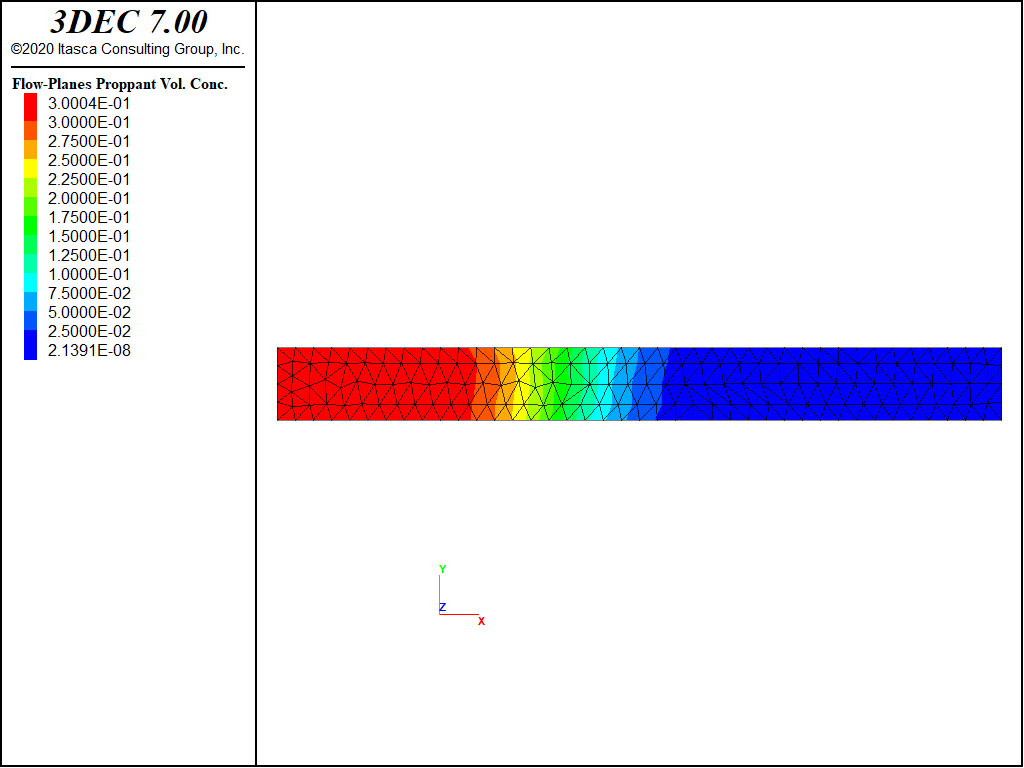 3DEC 7.00
©2020 Itasca Consulting Group, Inc.
Flow-Planes Proppant Vol. Conc.
3.0004E-01
3.0000E-01
2.7500E-01
2.5000E-01
2.2500E-01
2.0000E-01
1.7500E-01
1.5000E-01
1.2500E-01
1.0000E-01
7.5000E-02
5.0000E-02
2.5000E-02
2.1391E-08
Y
Z
X